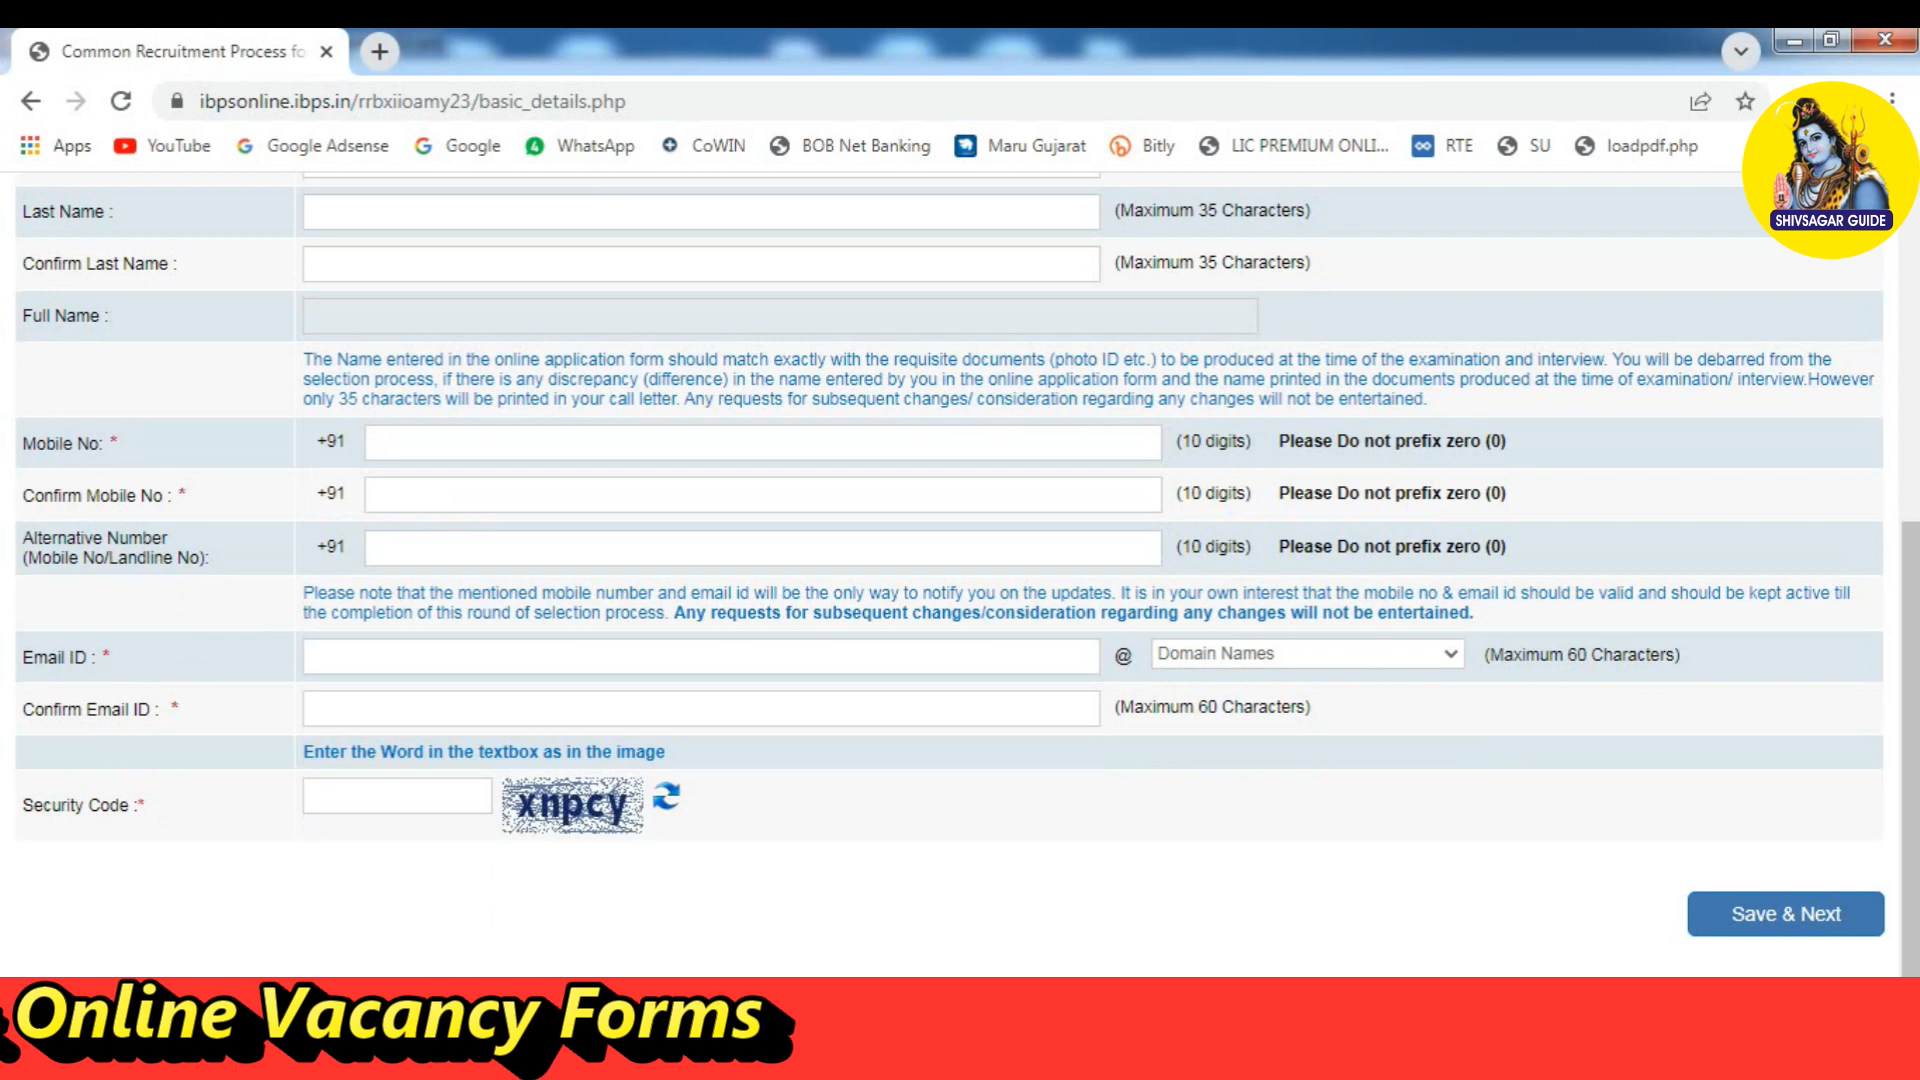 Common Recruitment Process fo
ibpsonline.ibps.in/rrbxiioamy23/basic_details.php
Apps YouTube Google Adsense Google WhatsApp CoWIN BOB Net Banking Maru Gujarat Bitly LIC PREMIUM ONLI... RTE SU loadpdf.php
SHIVSAGAR GUIDE
Last Name : (Maximum 35 Characters)
Confirm Last Name : (Maximum 35 Characters)
Full Name :
The Name entered in the online application form should match exactly with the requisite documents (photo ID etc.) to be produced at the time of the examination and interview. You will be debarred from the
selection process, if there is any discrepancy (difference) in the name entered by you in the online application form and the name printed in the documents produced at the time of examination/ interview.However
only 35 characters will be printed in your call letter. Any requests for subsequent changes/ consideration regarding any changes will not be entertained.
Mobile No: * +91 (10 digits) Please Do not prefix zero (0)
Confirm Mobile No : * +91 (10 digits) Please Do not prefix zero (0)
Alternative Number
(Mobile No/Landline No): +91 (10 digits) Please Do not prefix zero (0)
Please note that the mentioned mobile number and email id will be the only way to notify you on the updates. It is in your own interest that the mobile no & email id should be valid and should be kept active till
the completion of this round of selection process. Any requests for subsequent changes/consideration regarding any changes will not be entertained.
Email ID : * @ Domain Names (Maximum 60 Characters)
Confirm Email ID : * (Maximum 60 Characters)
Enter the Word in the textbox as in the image
Security Code :* xnpcy
Save & Next
Online Vacancy Forms